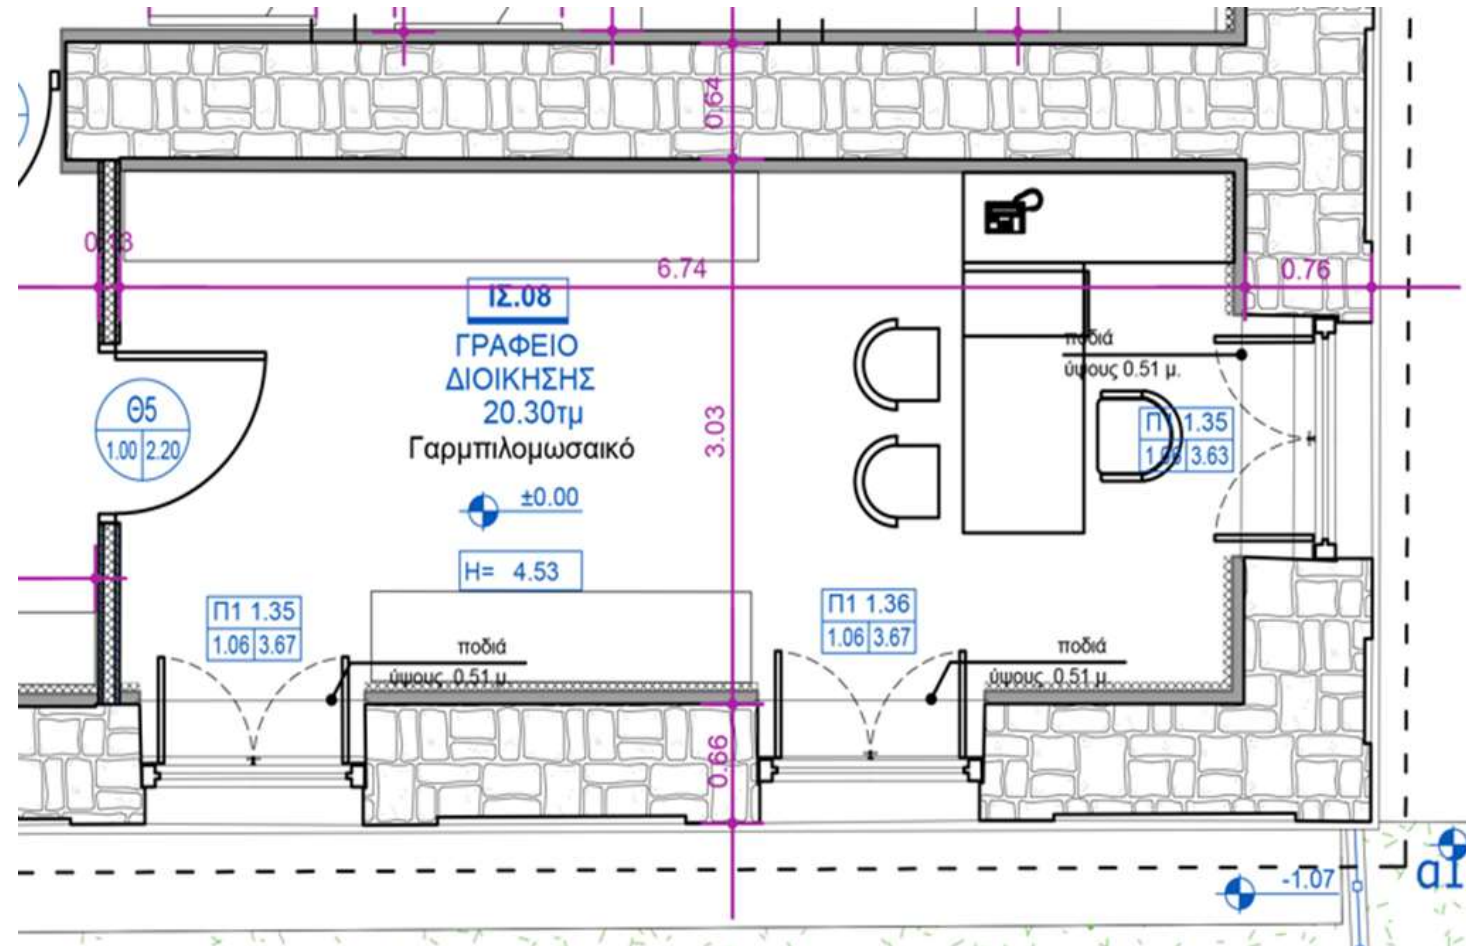 0.64
6.74
0.76
ΙΣ.08
ΓΡΑΦΕΙΟ
ΔΙΟΙΚΗΣΗΣ
20.30τμ
Γαρμπιλομωσαικό
±0.00
H= 4.53
3.03
Θ5
1.00 2.20
ποδιά
ύψους 0.51 μ.
1.35
3.63
Π1 1.35
1.06 3.67
ποδιά
ύψους 0.51 μ.
Π1 1.36
1.06 3.67
ποδιά
ύψους 0.51 μ.
0.66
-1.07
α1